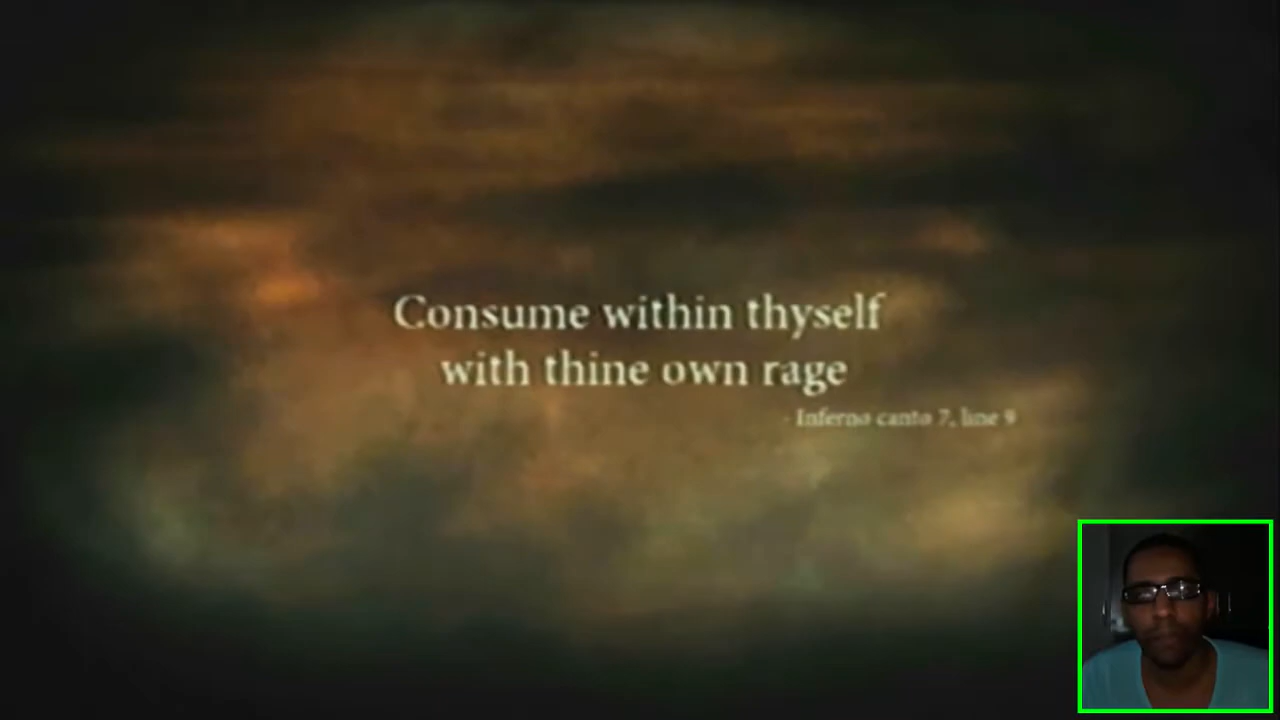 Consume within thyself
with thine own rage
- Inferno canto 7, line 9